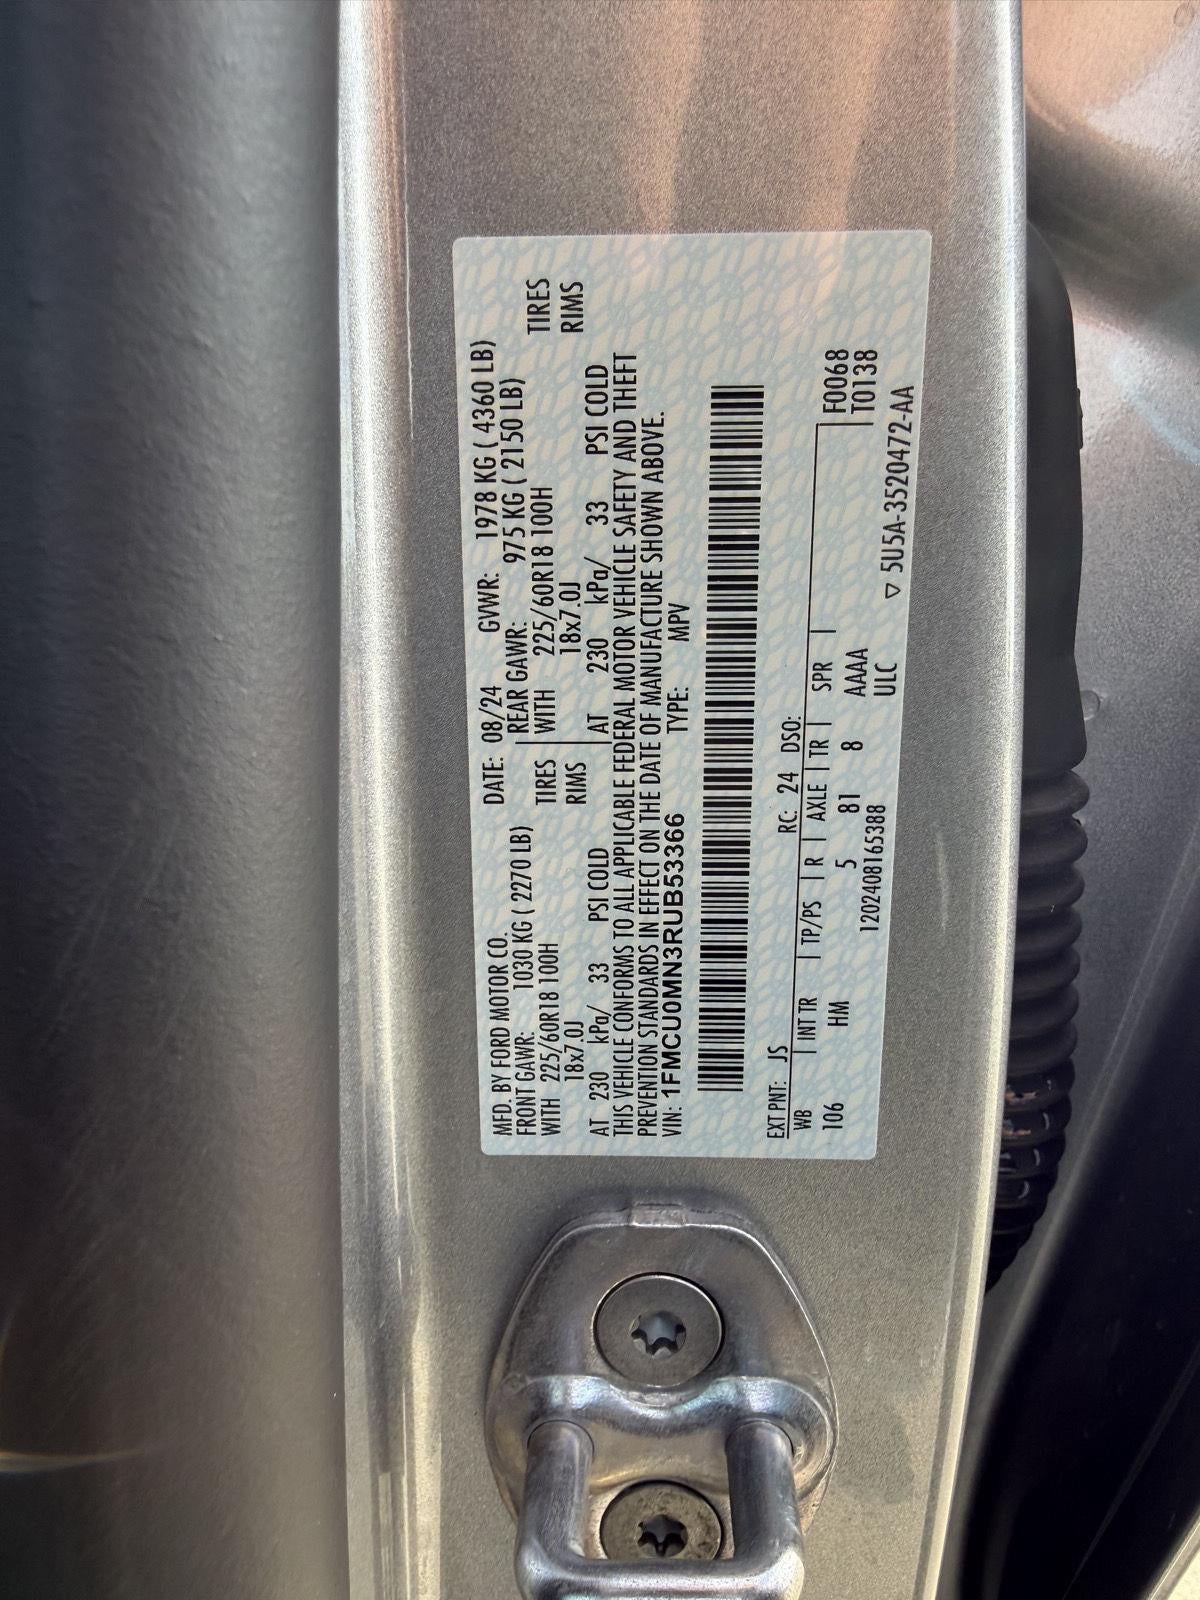 MFD. BY FORD MOTOR CO. DATE: 08/24 GVWR: 1978 KG ( 4360 LB)
FRONT GAWR: 1030 KG ( 2270 LB) REAR GAWR: 975 KG ( 2150 LB)
WITH 225/60R18 100H TIRES WITH 225/60R18 100H TIRES
18x7.0J RIMS 18x7.0J RIMS
AT 230 kPa/ 33 PSI COLD AT 230 kPa/ 33 PSI COLD
THIS VEHICLE CONFORMS TO ALL APPLICABLE FEDERAL MOTOR VEHICLE SAFETY AND THEFT
PREVENTION STANDARDS IN EFFECT ON THE DATE OF MANUFACTURE SHOWN ABOVE.
VIN: 1FMCU0MN3RUB53366 TYPE: MPV
EXT PNT: JS RC: 24 DSO:
WB INT TR TP/PS R AXLE TR SPR F0068
106 HM 5 81 8 AAAA T0138
1202408165388 ULC
▽ 5U5A-3520472-AA